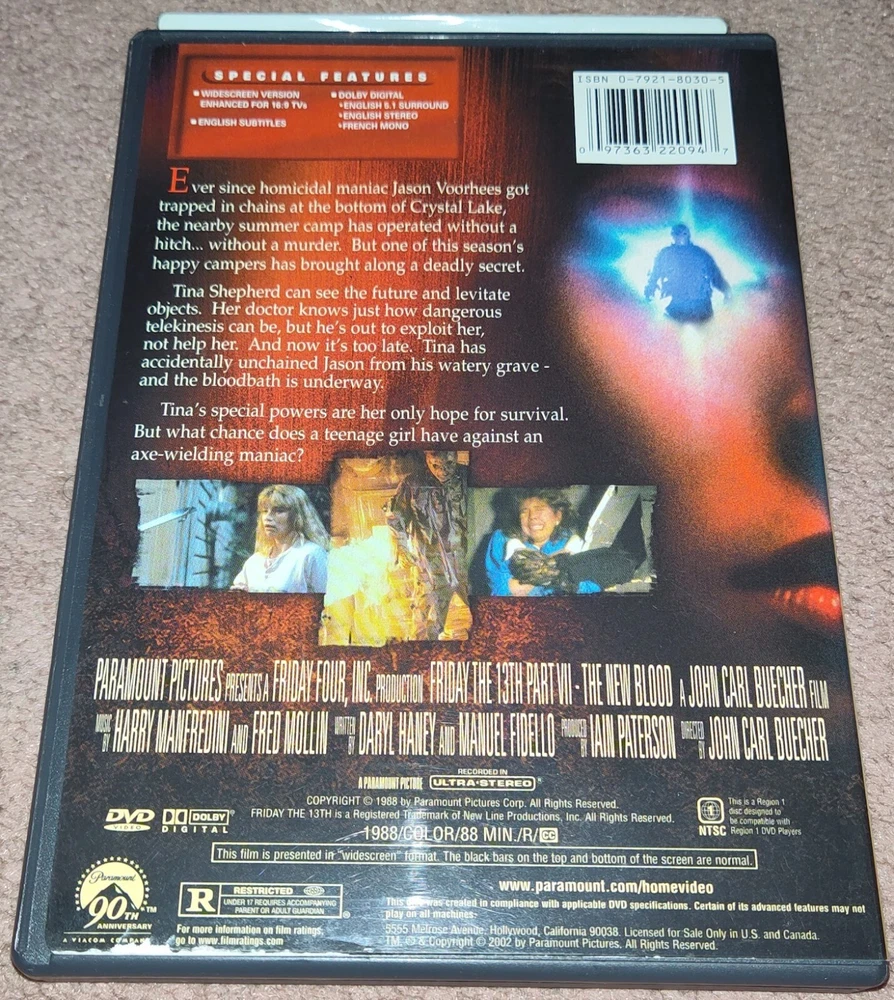 SPECIAL FEATURES
WIDESCREEN VERSION
ENHANCED FOR 16:9 TVs
ENGLISH SUBTITLES
DOLBY DIGITAL
ENGLISH 5.1 SURROUND
ENGLISH STEREO
FRENCH MONO
ISBN 0-7921-8030-5
0 97363 22094 7
Ever since homicidal maniac Jason Voorhees got
trapped in chains at the bottom of Crystal Lake,
the nearby summer camp has operated without a
hitch... without a murder. But one of this season's
happy campers has brought along a deadly secret.
Tina Shepherd can see the future and levitate
objects. Her doctor knows just how dangerous
telekinesis can be, but he's out to exploit her,
not help her. And now it's too late. Tina has
accidentally unchained Jason from his watery grave -
and the bloodbath is underway.
Tina's special powers are her only hope for survival.
But what chance does a teenage girl have against an
axe-wielding maniac?
PARAMOUNT PICTURES PRESENTS A FRIDAY FOUR, INC. PRODUCTION FRIDAY THE 13TH PART VII - THE NEW BLOOD A JOHN CARL BUECHER FILM
MUSIC BY HARRY MANFREDINI AND FRED MOLLIN WRITTEN BY DARYL HANEY AND MANUEL FIDELLO PRODUCED BY IAIN PATERSON DIRECTED BY JOHN CARL BUECHER
A PARAMOUNT PICTURE RECORDED IN ULTRA-STEREO®
DVD VIDEO
DOLBY® DIGITAL
COPYRIGHT © 1988 by Paramount Pictures Corp. All Rights Reserved.
FRIDAY THE 13TH is a Registered Trademark of New Line Productions, Inc. All Rights Reserved.
1988/COLOR/88 MIN./R/CC
1
NTSC
This is a Region 1
disc designed to
be compatible with
Region 1 DVD Players
This film is presented in "widescreen" format. The black bars on the top and bottom of the screen are normal.
Paramount
90TH
ANNIVERSARY
TM
A VIACOM COMPANY
R RESTRICTED
UNDER 17 REQUIRES ACCOMPANYING
PARENT OR ADULT GUARDIAN
®
For more information on film ratings,
go to www.filmratings.com
www.paramount.com/homevideo
This disc was created in compliance with applicable DVD specifications. Certain of its advanced features may not
play on all machines.
5555 Melrose Avenue, Hollywood, California 90038. Licensed for Sale Only in U.S. and Canada.
TM, ® & Copyright © 2002 by Paramount Pictures. All Rights Reserved.